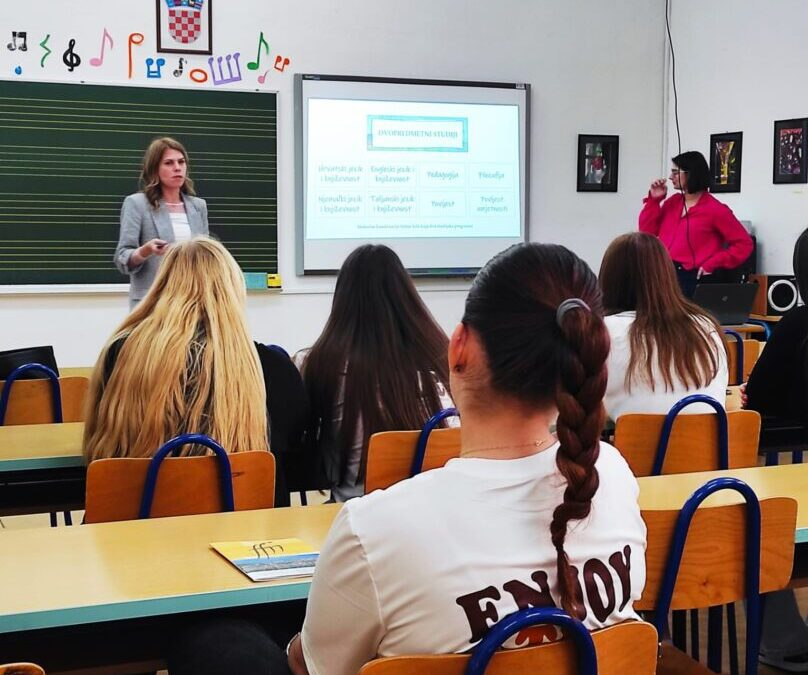 DVOPREDMETNI STUDIJI
Hrvatski jezik
i književnost
Engleski jezik i
književnost
Pedagogija
Filozofija
Njemački jezik
i književnost
Talijanski jezik
i književnost
Povijest
Povijest
umjetnosti
ffm
ENJOY